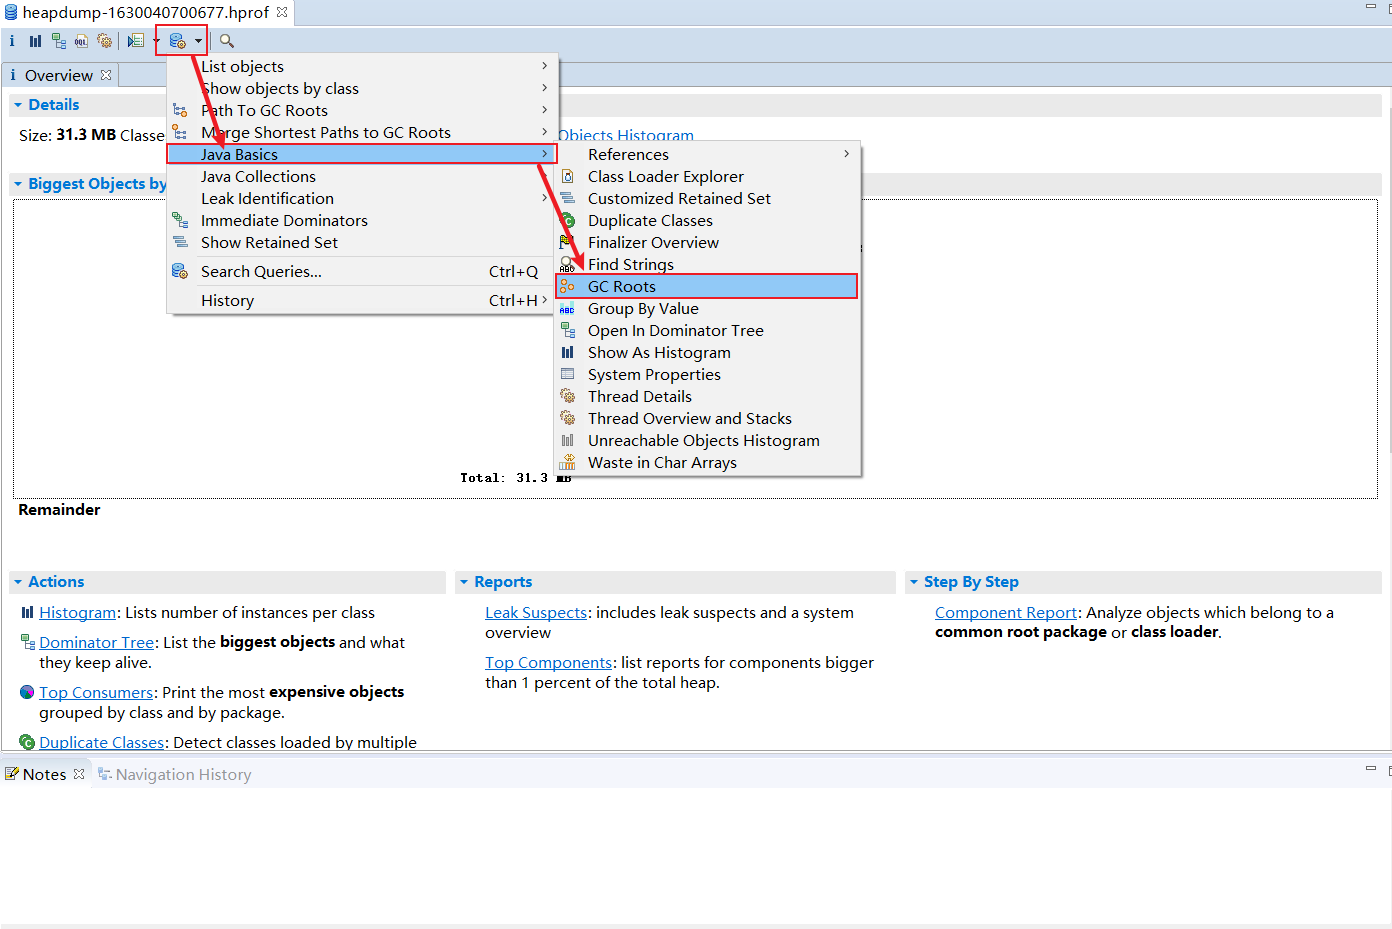 heapdump-1630040700677.hprof
Overview
Details
Size: 31.3 MB Classe
Objects Histogram
Biggest Objects by
Total: 31.3 MB
Remainder
List objects
Show objects by class
Path To GC Roots
Merge Shortest Paths to GC Roots
Java Basics
Java Collections
Leak Identification
Immediate Dominators
Show Retained Set
Search Queries... Ctrl+Q
History Ctrl+H
References
Class Loader Explorer
Customized Retained Set
Duplicate Classes
Finalizer Overview
Find Strings
GC Roots
Group By Value
Open In Dominator Tree
Show As Histogram
System Properties
Thread Details
Thread Overview and Stacks
Unreachable Objects Histogram
Waste in Char Arrays
Actions
Histogram: Lists number of instances per class
Dominator Tree: List the biggest objects and what
they keep alive.
Top Consumers: Print the most expensive objects
grouped by class and by package.
Duplicate Classes: Detect classes loaded by multiple
Reports
Leak Suspects: includes leak suspects and a system
overview
Top Components: list reports for components bigger
than 1 percent of the total heap.
Step By Step
Component Report: Analyze objects which belong to a
common root package or class loader.
Notes
Navigation History